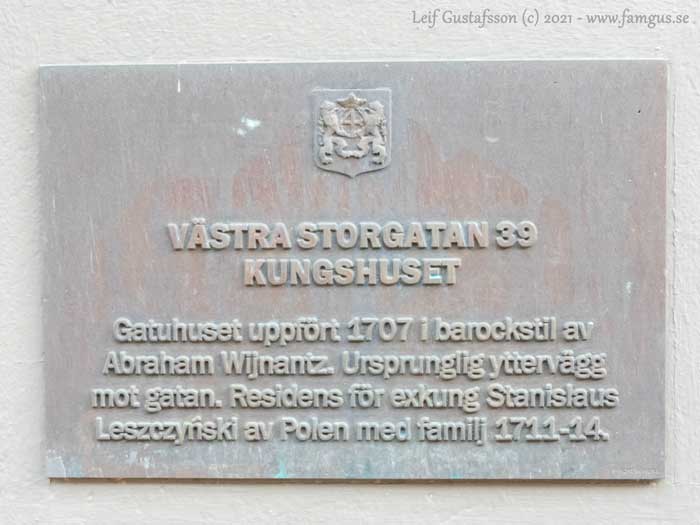 Leif Gustafsson (c) 2021 - www.famgus.se
VÄSTRA STORGATAN 39
KUNGSHUSET
Gatuhuset uppfört 1707 i barockstil av
Abraham Wijnantz. Ursprunglig yttervägg
mot gatan. Residens för exkung Stanislaus
Leszczyński av Polen med familj 1711-14.